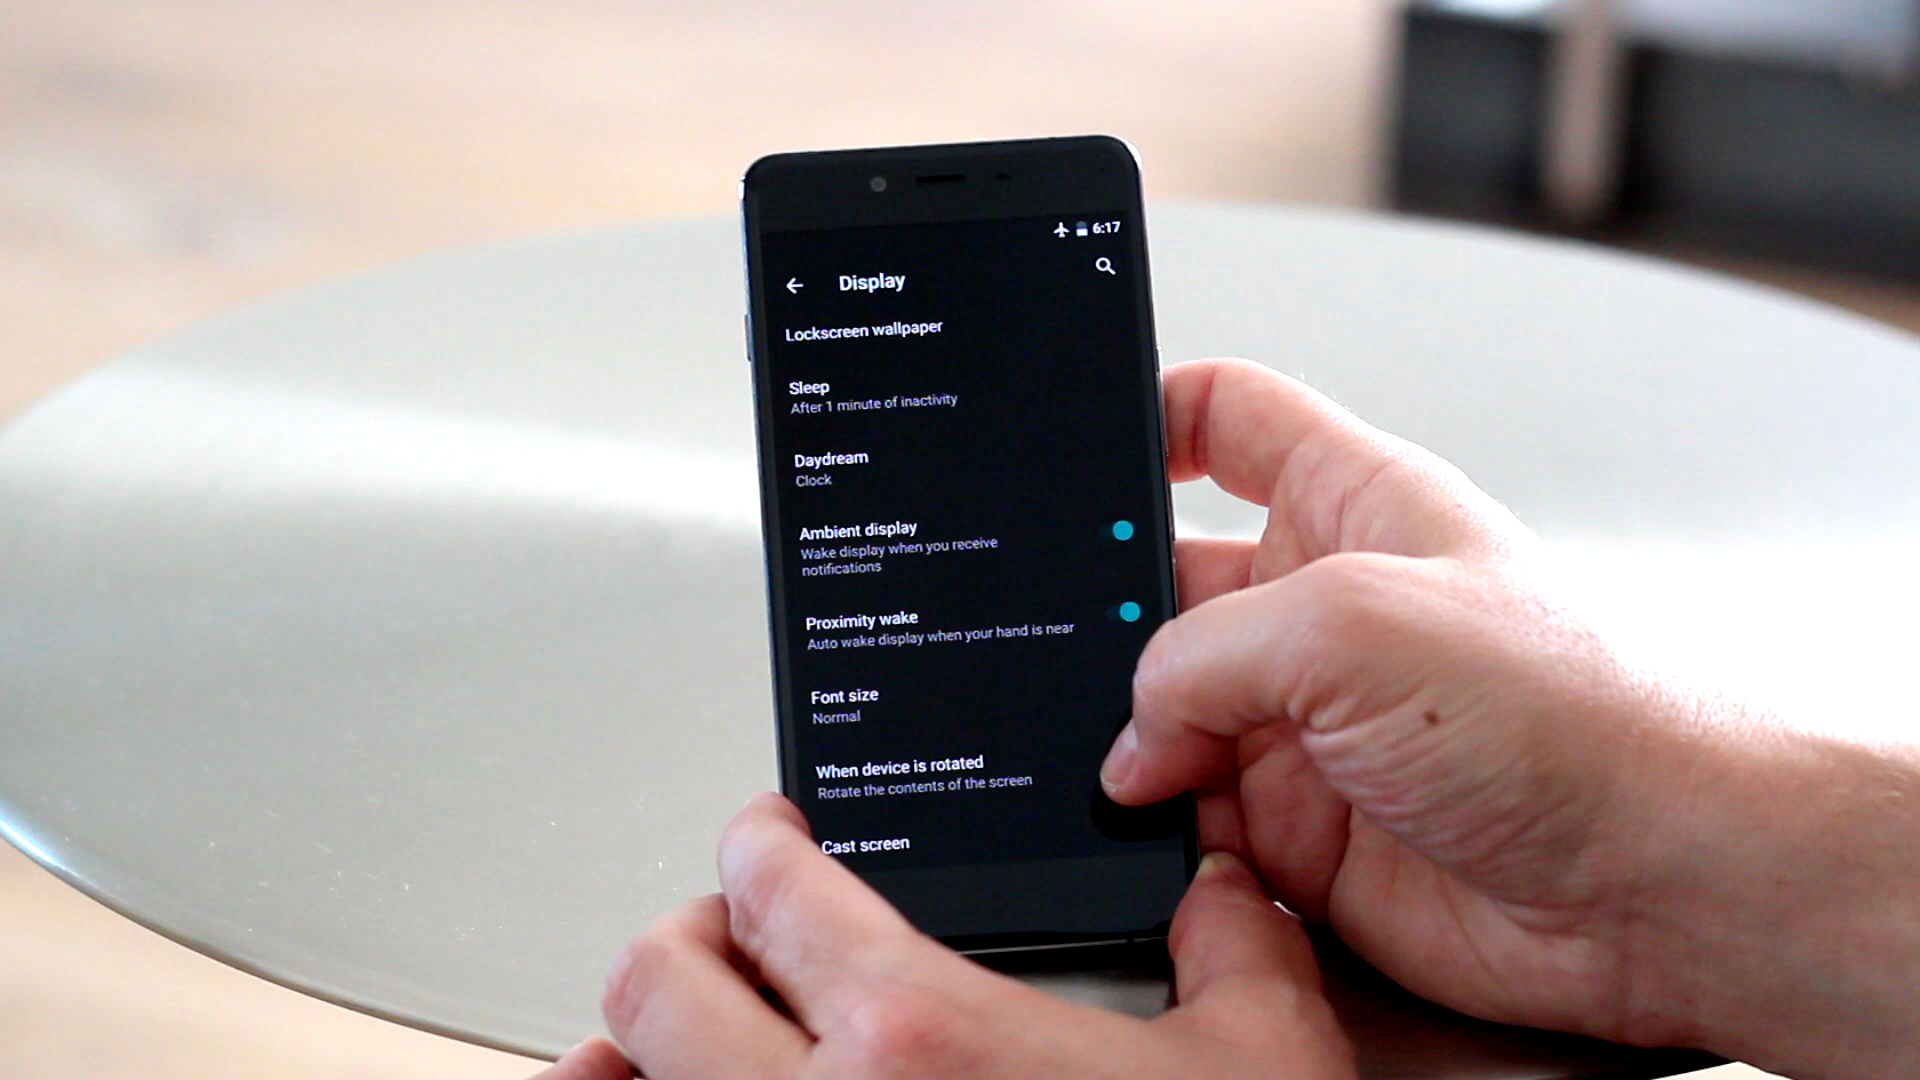 6:17
Display
Lockscreen wallpaper
Sleep
After 1 minute of inactivity
Daydream
Clock
Ambient display
Wake display when you receive
notifications
Proximity wake
Auto wake display when your hand is near
Font size
Normal
When device is rotated
Rotate the contents of the screen
Cast screen